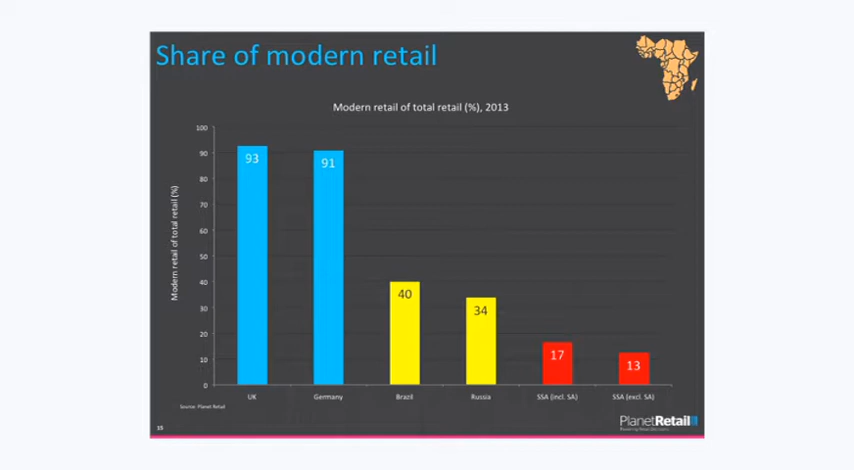 Share of modern retail
Modern retail of total retail (%), 2013
Modern retail of total retail (%)
100
90
80
70
60
50
40
30
20
10
0
93
91
40
34
17
13
UK
Germany
Brazil
Russia
SSA (incl. SA)
SSA (excl. SA)
Source: Planet Retail
15
PlanetRetail